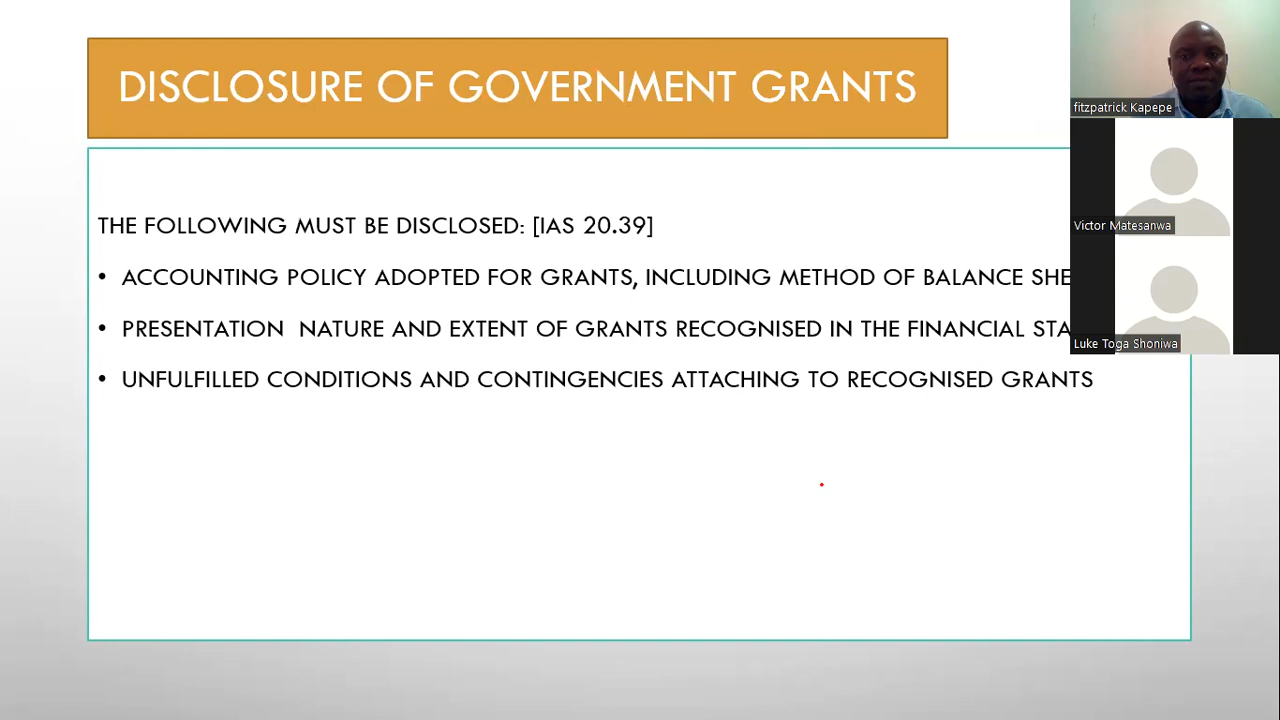 DISCLOSURE OF GOVERNMENT GRANTS
THE FOLLOWING MUST BE DISCLOSED: [IAS 20.39]
• ACCOUNTING POLICY ADOPTED FOR GRANTS, INCLUDING METHOD OF BALANCE
• PRESENTATION NATURE AND EXTENT OF GRANTS RECOGNISED IN THE FINANCIAL
• UNFULFILLED CONDITIONS AND CONTINGENCIES ATTACHING TO RECOGNISED GRANTS
fitzpatrick Kapepe
Victor Matesanwa
Luke Toga Shoniwa